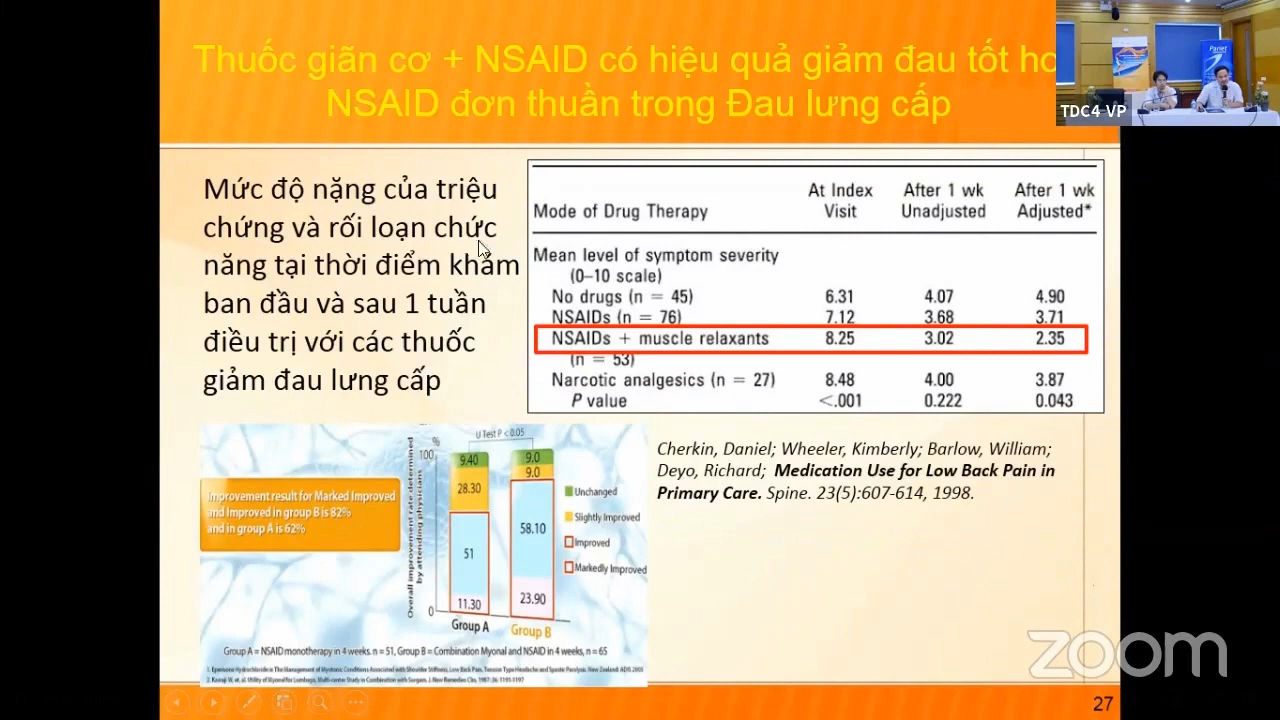 Thuốc giãn cơ + NSAID có hiệu quả giảm đau tốt hơ
NSAID đơn thuần trong Đau lưng cấp
Pariet
TDC4 VP
Mức độ nặng của triệu
chứng và rối loạn chức
năng tại thời điểm khám
ban đầu và sau 1 tuần
điều trị với các thuốc
giảm đau lưng cấp
Mode of Drug Therapy At Index Visit After 1 wk Unadjusted After 1 wk Adjusted*
Mean level of symptom severity
(0–10 scale)
No drugs (n = 45) 6.31 4.07 4.90
NSAIDs (n = 76) 7.12 3.68 3.71
NSAIDs + muscle relaxants 8.25 3.02 2.35
(n = 53)
Narcotic analgesics (n = 27) 8.48 4.00 3.87
P value <.001 0.222 0.043
Cherkin, Daniel; Wheeler, Kimberly; Barlow, William;
Deyo, Richard; Medication Use for Low Back Pain in
Primary Care. Spine. 23(5):607-614, 1998.
Improvement result for Marked Improved
and Improved in group B is 82%
and in group A is 62%
Overall improvement rate determined
by attending physicians
%
100
0
U Test P < 0.05
9.40
28.30
51
11.30
9.0
9.0
58.10
23.90
Group A
Group B
Unchanged
Slightly Improved
Improved
Markedly Improved
Group A = NSAID monotherapy in 4 weeks. n = 51, Group B = Combination Myonal and NSAID in 4 weeks, n = 65
zoom
27